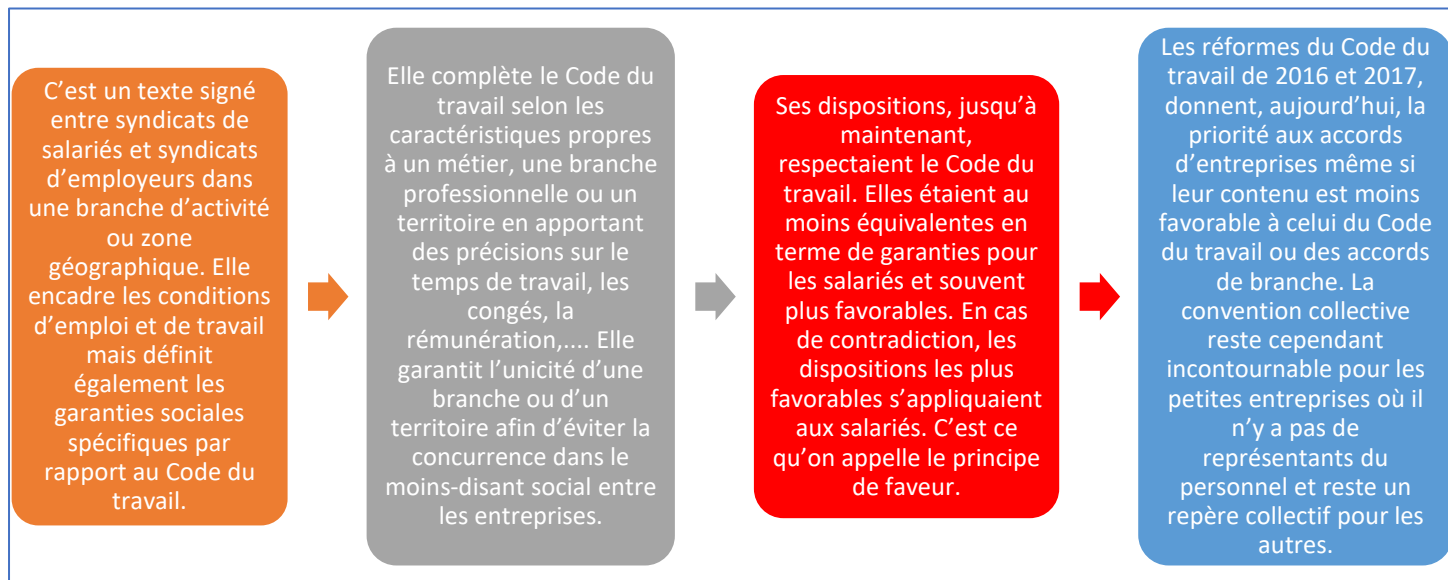 C’est un texte signé
entre syndicats de
salariés et syndicats
d’employeurs dans
une branche d’activité
ou zone
géographique. Elle
encadre les conditions
d’emploi et de travail
mais définit
également les
garanties sociales
spécifiques par
rapport au Code du
travail.
Elle complète le Code du
travail selon les
caractéristiques propres
à un métier, une branche
professionnelle ou un
territoire en apportant
des précisions sur le
temps de travail, les
congés, la
rémunération,.... Elle
garantit l’unicité d’une
branche ou d’un
territoire afin d’éviter la
concurrence dans le
moins-disant social entre
les entreprises.
Ses dispositions, jusqu’à
maintenant,
respectaient le Code du
travail. Elles étaient au
moins équivalentes en
terme de garanties pour
les salariés et souvent
plus favorables. En cas
de contradiction, les
dispositions les plus
favorables s’appliquaient
aux salariés. C’est ce
qu’on appelle le principe
de faveur.
Les réformes du Code du
travail de 2016 et 2017,
donnent, aujourd’hui, la
priorité aux accords
d’entreprises même si
leur contenu est moins
favorable à celui du Code
du travail ou des accords
de branche. La
convention collective
reste cependant
incontournable pour les
petites entreprises où il
n’y a pas de
représentants du
personnel et reste un
repère collectif pour les
autres.